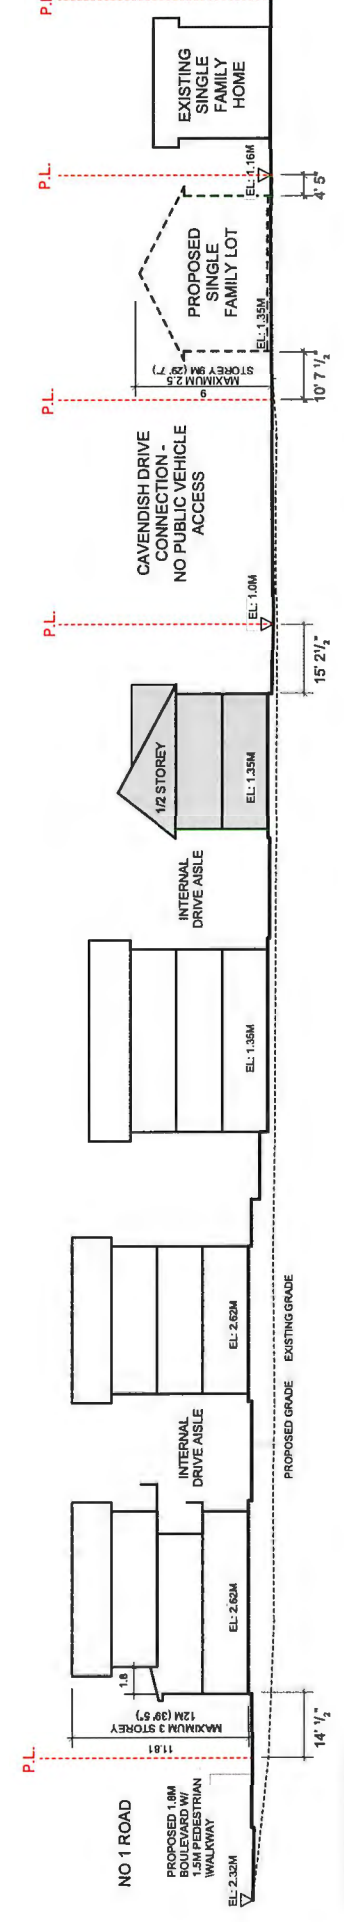 P.L.
NO 1 ROAD
PROPOSED 1.8M
BOULEVARD W/
1.5M PEDESTRIAN
WALKWAY
EL: 2.32M
14' 1/2"
11.81
MAXIMUM 3 STOREY
12M (39'5")
1.8
EL: 2.62M
INTERNAL
DRIVE AISLE
EL: 2.62M
PROPOSED GRADE
EXISTING GRADE
EL: 1.35M
INTERNAL
DRIVE AISLE
1/2 STOREY
EL: 1.35M
15' 2 1/2"
P.L.
EL: 1.0M
CAVENDISH DRIVE
CONNECTION -
NO PUBLIC VEHICLE
ACCESS
P.L.
10' 7 1/2"
9
MAXIMUM 2.5
STOREY 9M (29'.7")
PROPOSED
SINGLE
FAMILY LOT
EL: 1.35M
P.L.
EL: 1.16M
4' 5"
EXISTING
SINGLE
FAMILY
HOME